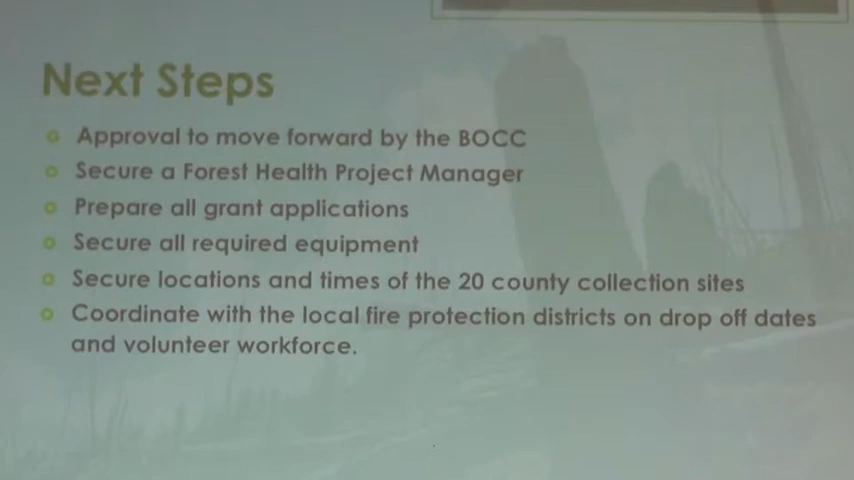 Next Steps
Approval to move forward by the BOCC
Secure a Forest Health Project Manager
Prepare all grant applications
Secure all required equipment
Secure locations and times of the 20 county collection sites
Coordinate with the local fire protection districts on drop off dates
and volunteer workforce.